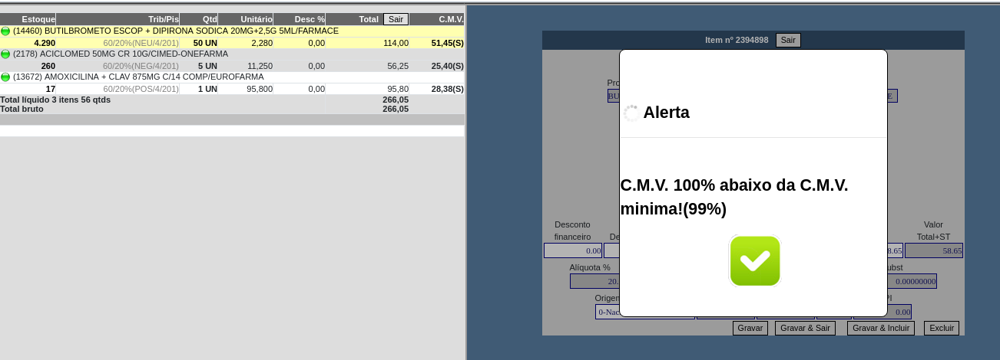 Estoque Trib/Pis Qtd Unitário Desc % Total Sair C.M.V.
(14460) BUTILBROMETO ESCOP + DIPIRONA SODICA 20MG+2,5G 5ML/FARMACE
4.290 60/20%(NEU/4/201) 50 UN 2,280 0,00 114,00 51,45(S)
(2178) ACICLOMED 50MG CR 10G/CIMED-ONEFARMA
260 60/20%(NEG/4/201) 5 UN 11,250 0,00 56,25 25,40(S)
(13672) AMOXICILINA + CLAV 875MG C/14 COMP/EUROFARMA
17 60/20%(POS/4/201) 1 UN 95,800 0,00 95,80 28,38(S)
Total líquido 3 itens 56 qtds 266,05
Total bruto 266,05
Item nº 2394898 Sair
Pro
BU E
Alerta
C.M.V. 100% abaixo da C.M.V.
minima!(99%)
Desconto Valor
financeiro De Total+ST
0.00 8.65 58.65
Alíquota % ubst
20. 0.00000000
Origen PI
0-Nac 0.00
Gravar Gravar & Sair Gravar & Incluir Excluir